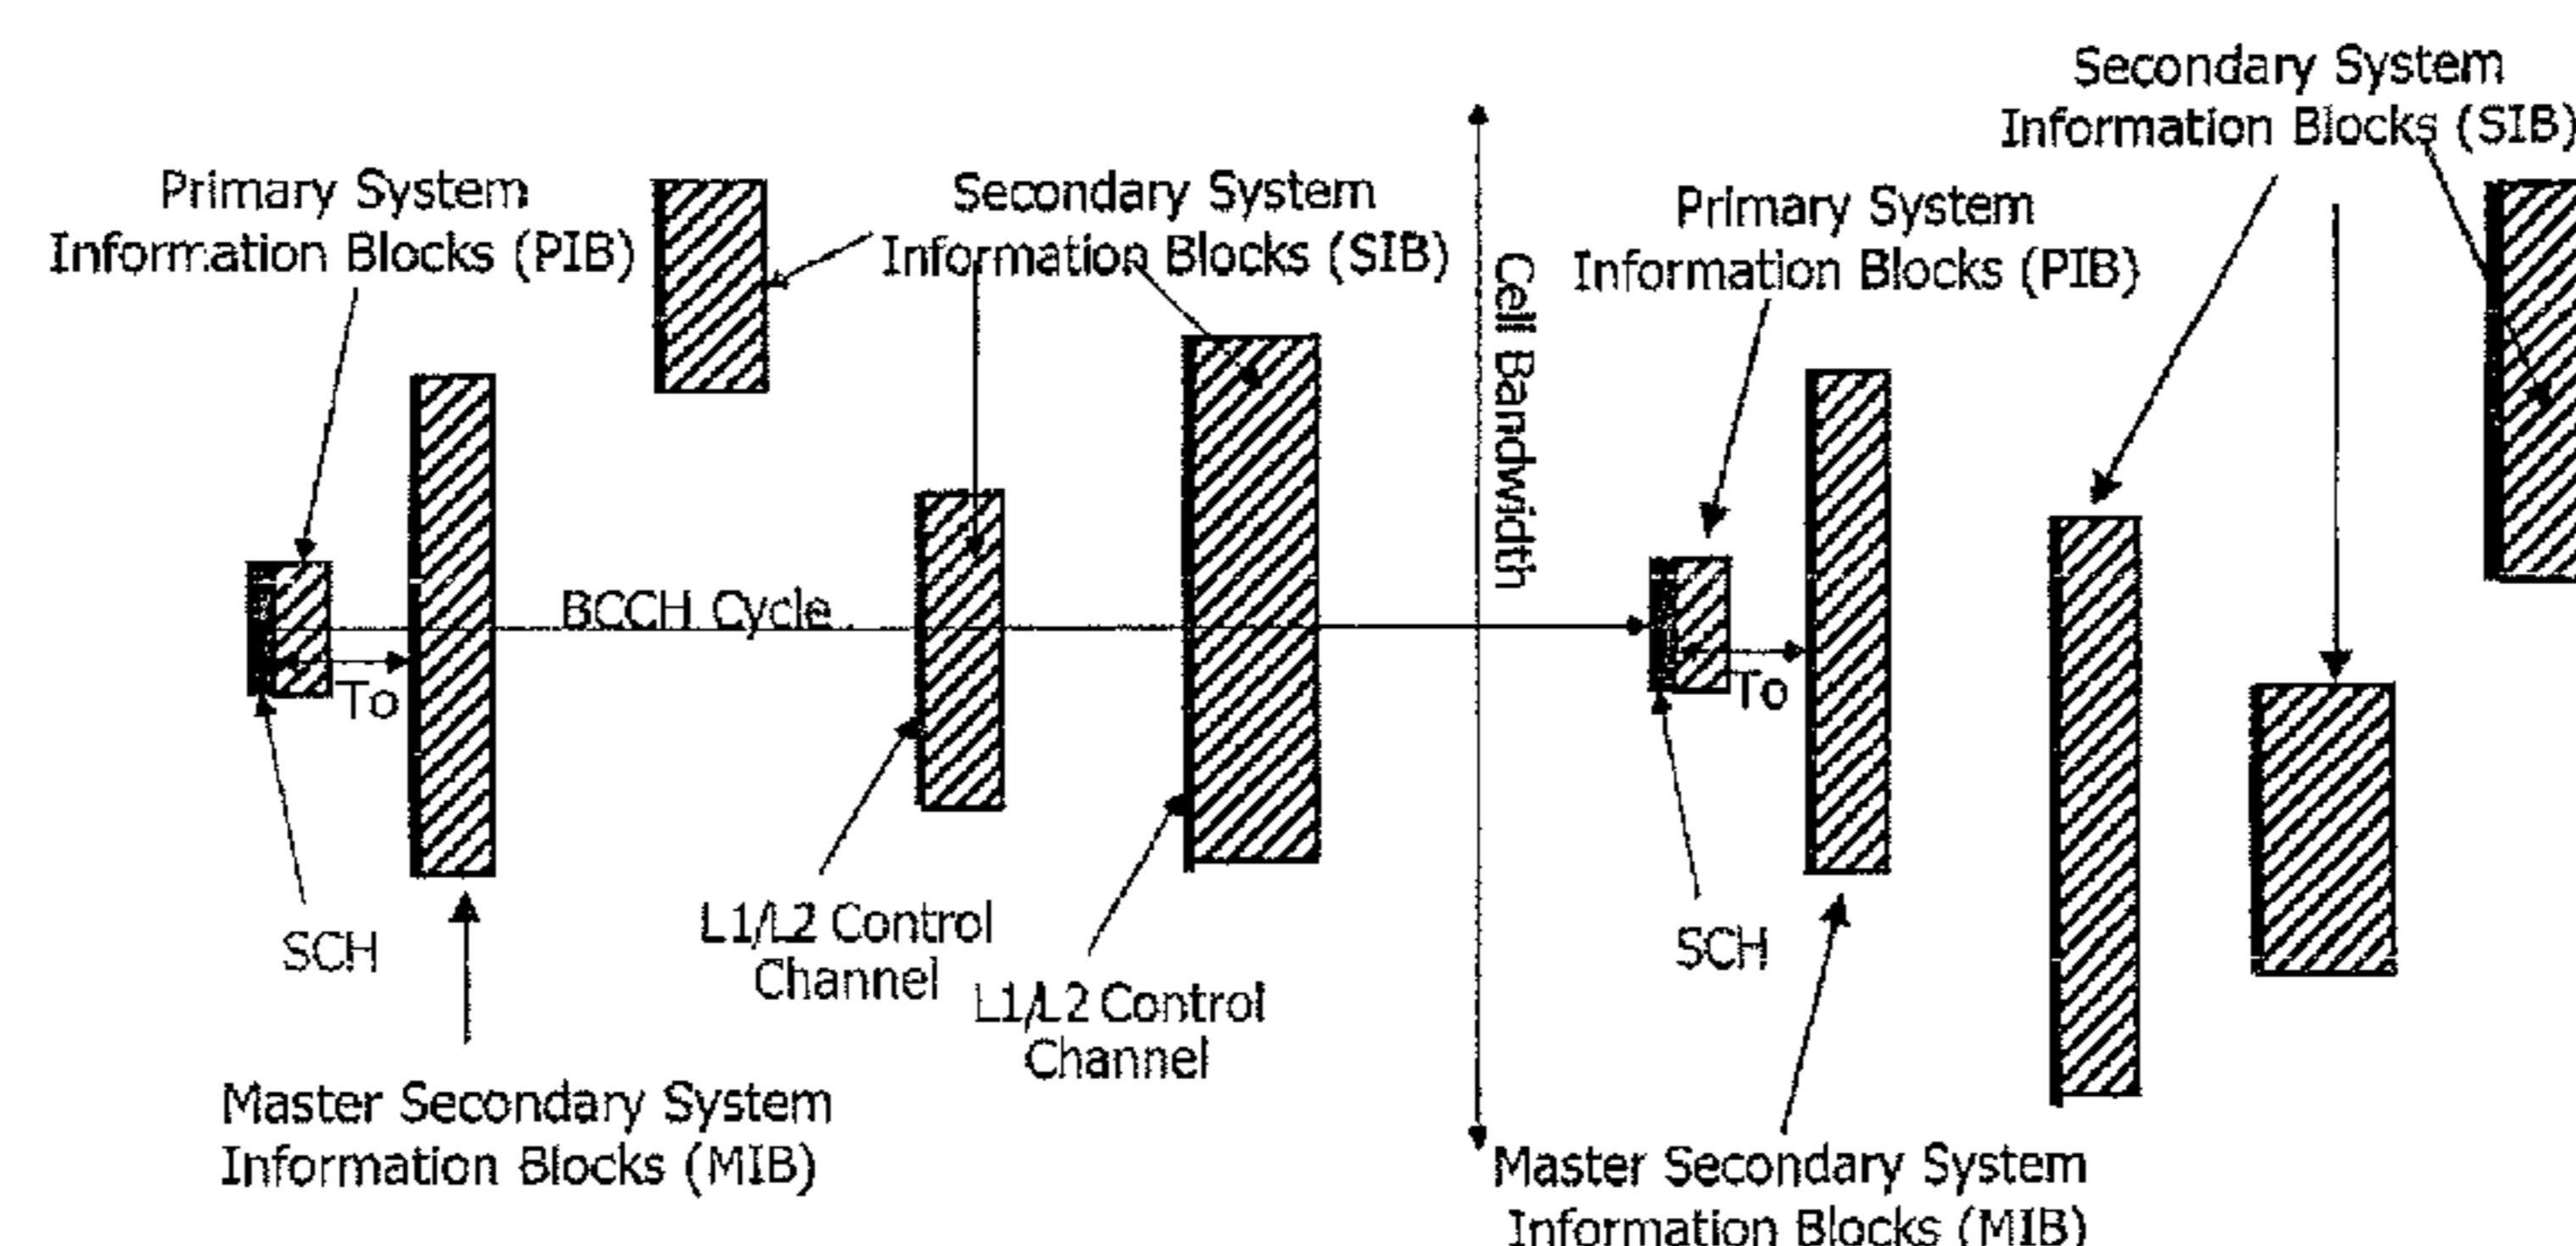 Primary System
Information Blocks (PIB)
Secondary System
Information Blocks (SIB)
Cell Bandwidth
Primary System
Information Blocks (PIB)
Secondary System
Information Blocks (SIB)
BCCH Cycle
To
To
SCH
L1/L2 Control
Channel
L1/L2 Control
Channel
SCH
Master Secondary System
Information Blocks (MIB)
Master Secondary System
Information Blocks (MIB)